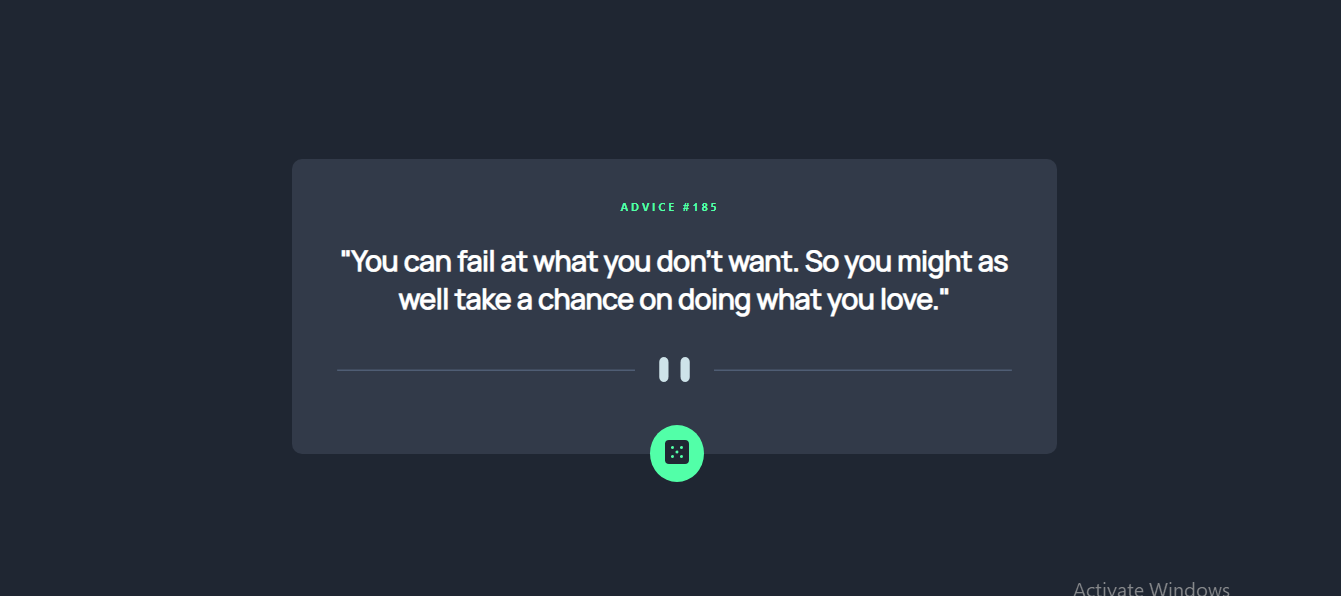 ADVICE #185
"You can fail at what you don't want. So you might as
well take a chance on doing what you love."
Activate Windows